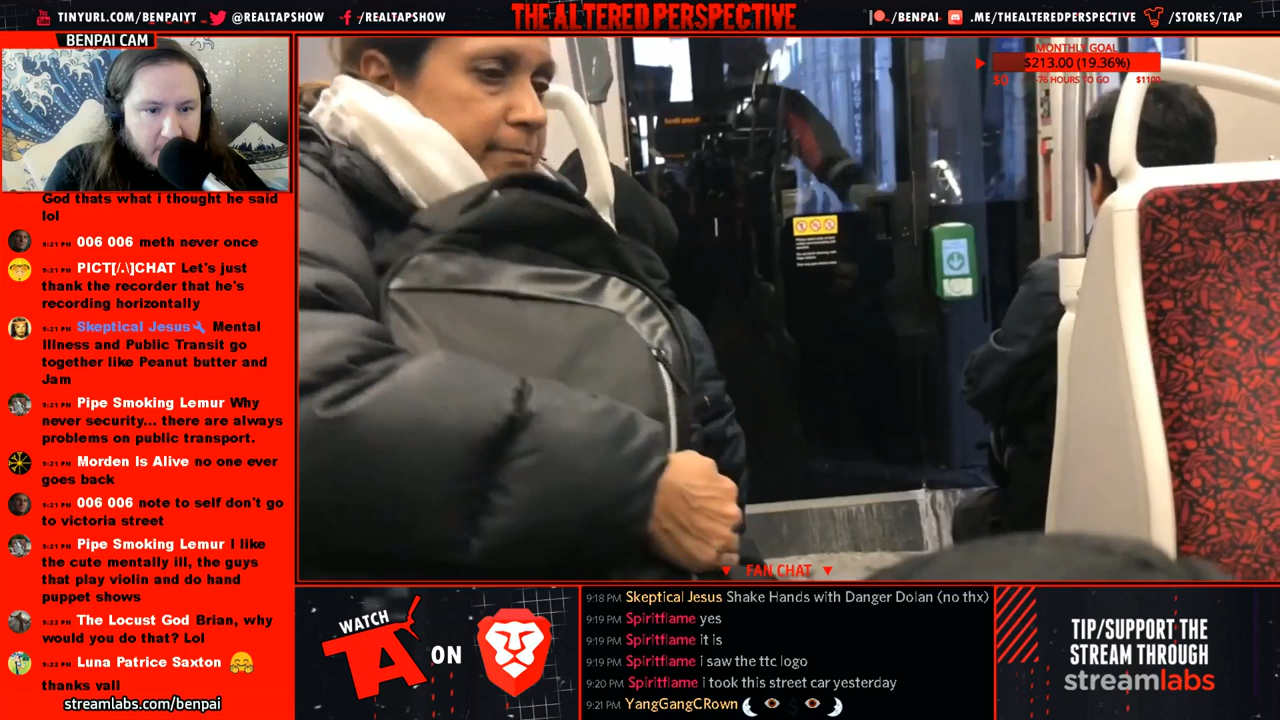 TINYURL.COM/BENPAIYT @REALTAPSHOW /REALTAPSHOW THE ALTERED PERSPECTIVE /BENPAI .ME/THEALTEREDPERSPECTIVE /STORES/TAP
BENPAI CAM
MONTHLY GOAL
$213.00 (19.36%)
$0 -76 HOURS TO GO $1100
God thats what i thought he said
lol
9:21 PM 006 006 meth never once
9:21 PM PICT[/.\]CHAT Let's just
thank the recorder that he's
recording horizontally
9:21 PM Skeptical Jesus Mental
Illness and Public Transit go
together like Peanut butter and
Jam
9:21 PM Pipe Smoking Lemur Why
never security... there are always
problems on public transport.
9:21 PM Morden Is Alive no one ever
goes back
9:21 PM 006 006 note to self don't go
to victoria street
9:21 PM Pipe Smoking Lemur I like
the cute mentally ill, the guys
that play violin and do hand
puppet shows
9:22 PM The Locust God Brian, why
would you do that? Lol
9:22 PM Luna Patrice Saxton
thanks yall
streamlabs.com/benpai
▼ FAN CHAT ▼
WATCH
TA ON
9:18 PM Skeptical Jesus Shake Hands with Danger Dolan (no thx)
9:19 PM Spiritflame yes
9:19 PM Spiritflame it is
9:19 PM Spiritflame i saw the ttc logo
9:20 PM Spiritflame i took this street car yesterday
9:21 PM YangGangCRown
TIP/SUPPORT THE
STREAM THROUGH
streamlabs